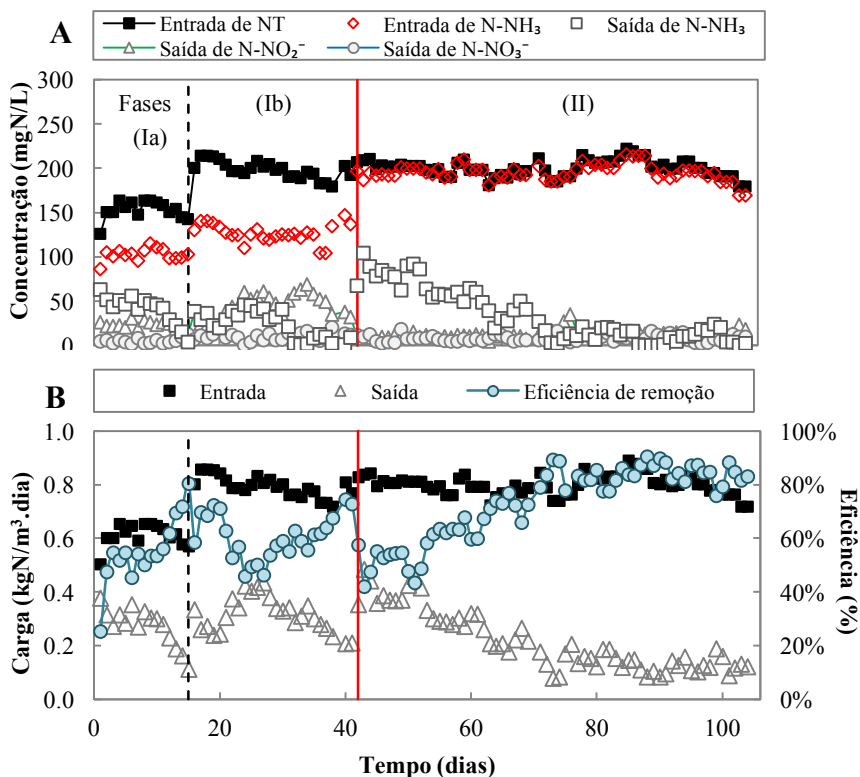 A
Entrada de NT Entrada de N-NH₃ Saída de N-NH₃
Saída de N-NO₂⁻ Saída de N-NO₃⁻
Concentração (mgN/L)
300
250
200
150
100
50
0
Fases
(Ia)
(Ib)
(II)
B
Entrada Saída Eficiência de remoção
Carga (kgN/m³.dia)
1.0
0.8
0.6
0.4
0.2
0.0
100%
80%
60%
40%
20%
0%
Eficiência (%)
0 20 40 60 80 100
Tempo (dias)